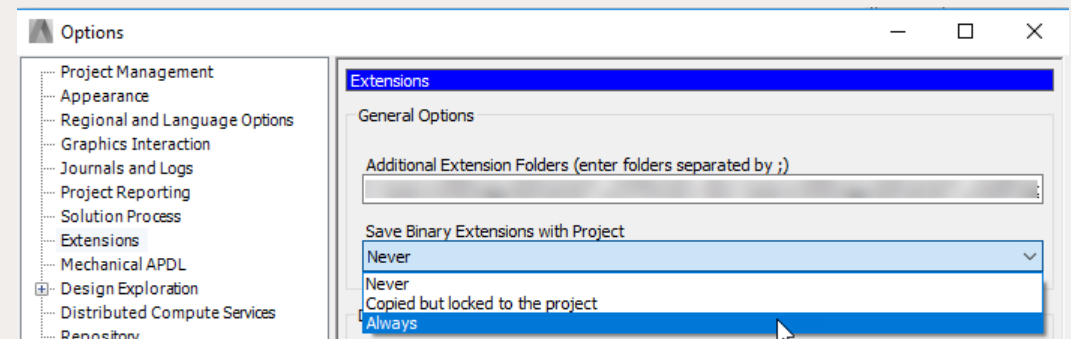 Options
Project Management
Appearance
Regional and Language Options
Graphics Interaction
Journals and Logs
Project Reporting
Solution Process
Extensions
Mechanical APDL
Design Exploration
Distributed Compute Services
Repository
Extensions
General Options
Additional Extension Folders (enter folders separated by ;)
Save Binary Extensions with Project
Never
Never
Copied but locked to the project
Always